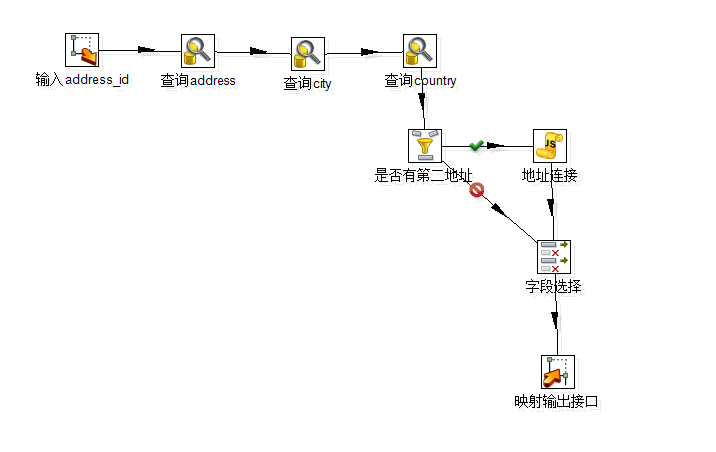 输入address_id
查询address
查询city
查询country
是否有第二地址
JS
地址连接
字段选择
映射输出接口